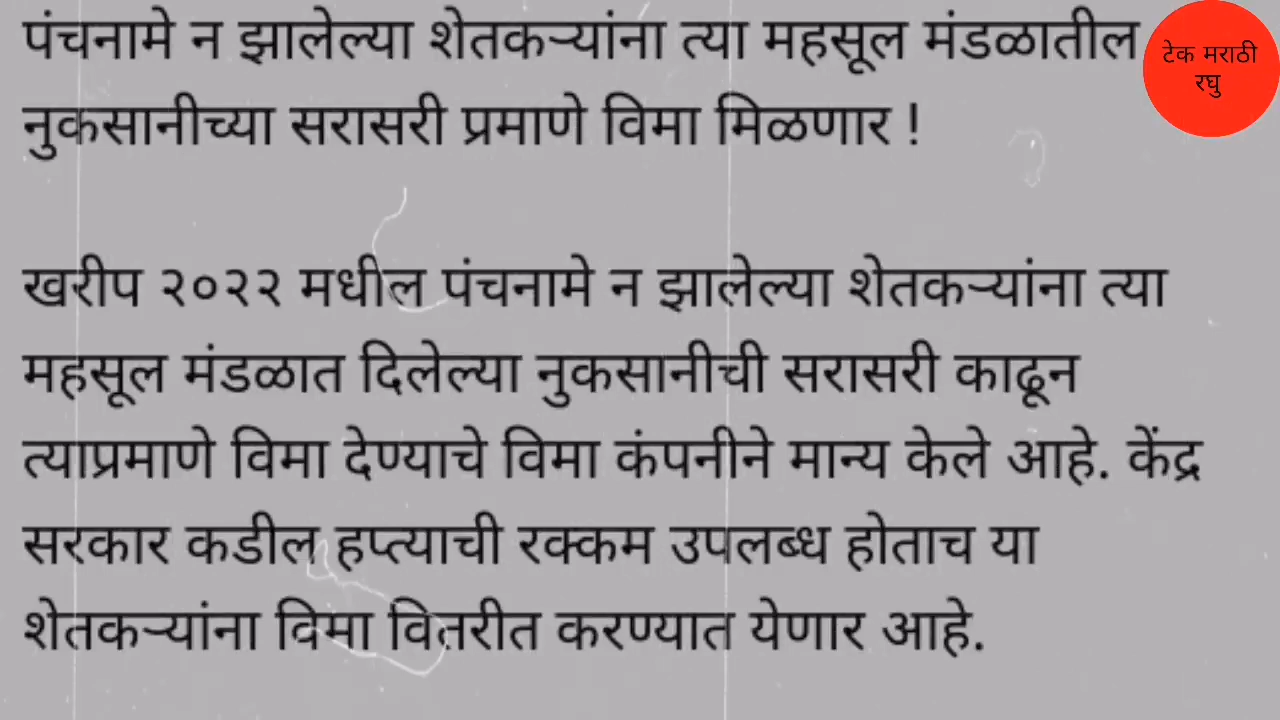 पंचनामे न झालेल्या शेतकऱ्यांना त्या महसूल मंडळातील
नुकसानीच्या सरासरी प्रमाणे विमा मिळणार !
टेक मराठी
रघु
खरीप २०२२ मधील पंचनामे न झालेल्या शेतकऱ्यांना त्या
महसूल मंडळात दिलेल्या नुकसानीची सरासरी काढून
त्याप्रमाणे विमा देण्याचे विमा कंपनीने मान्य केले आहे. केंद्र
सरकार कडील हप्त्याची रक्कम उपलब्ध होताच या
शेतकऱ्यांना विमा वितरीत करण्यात येणार आहे.